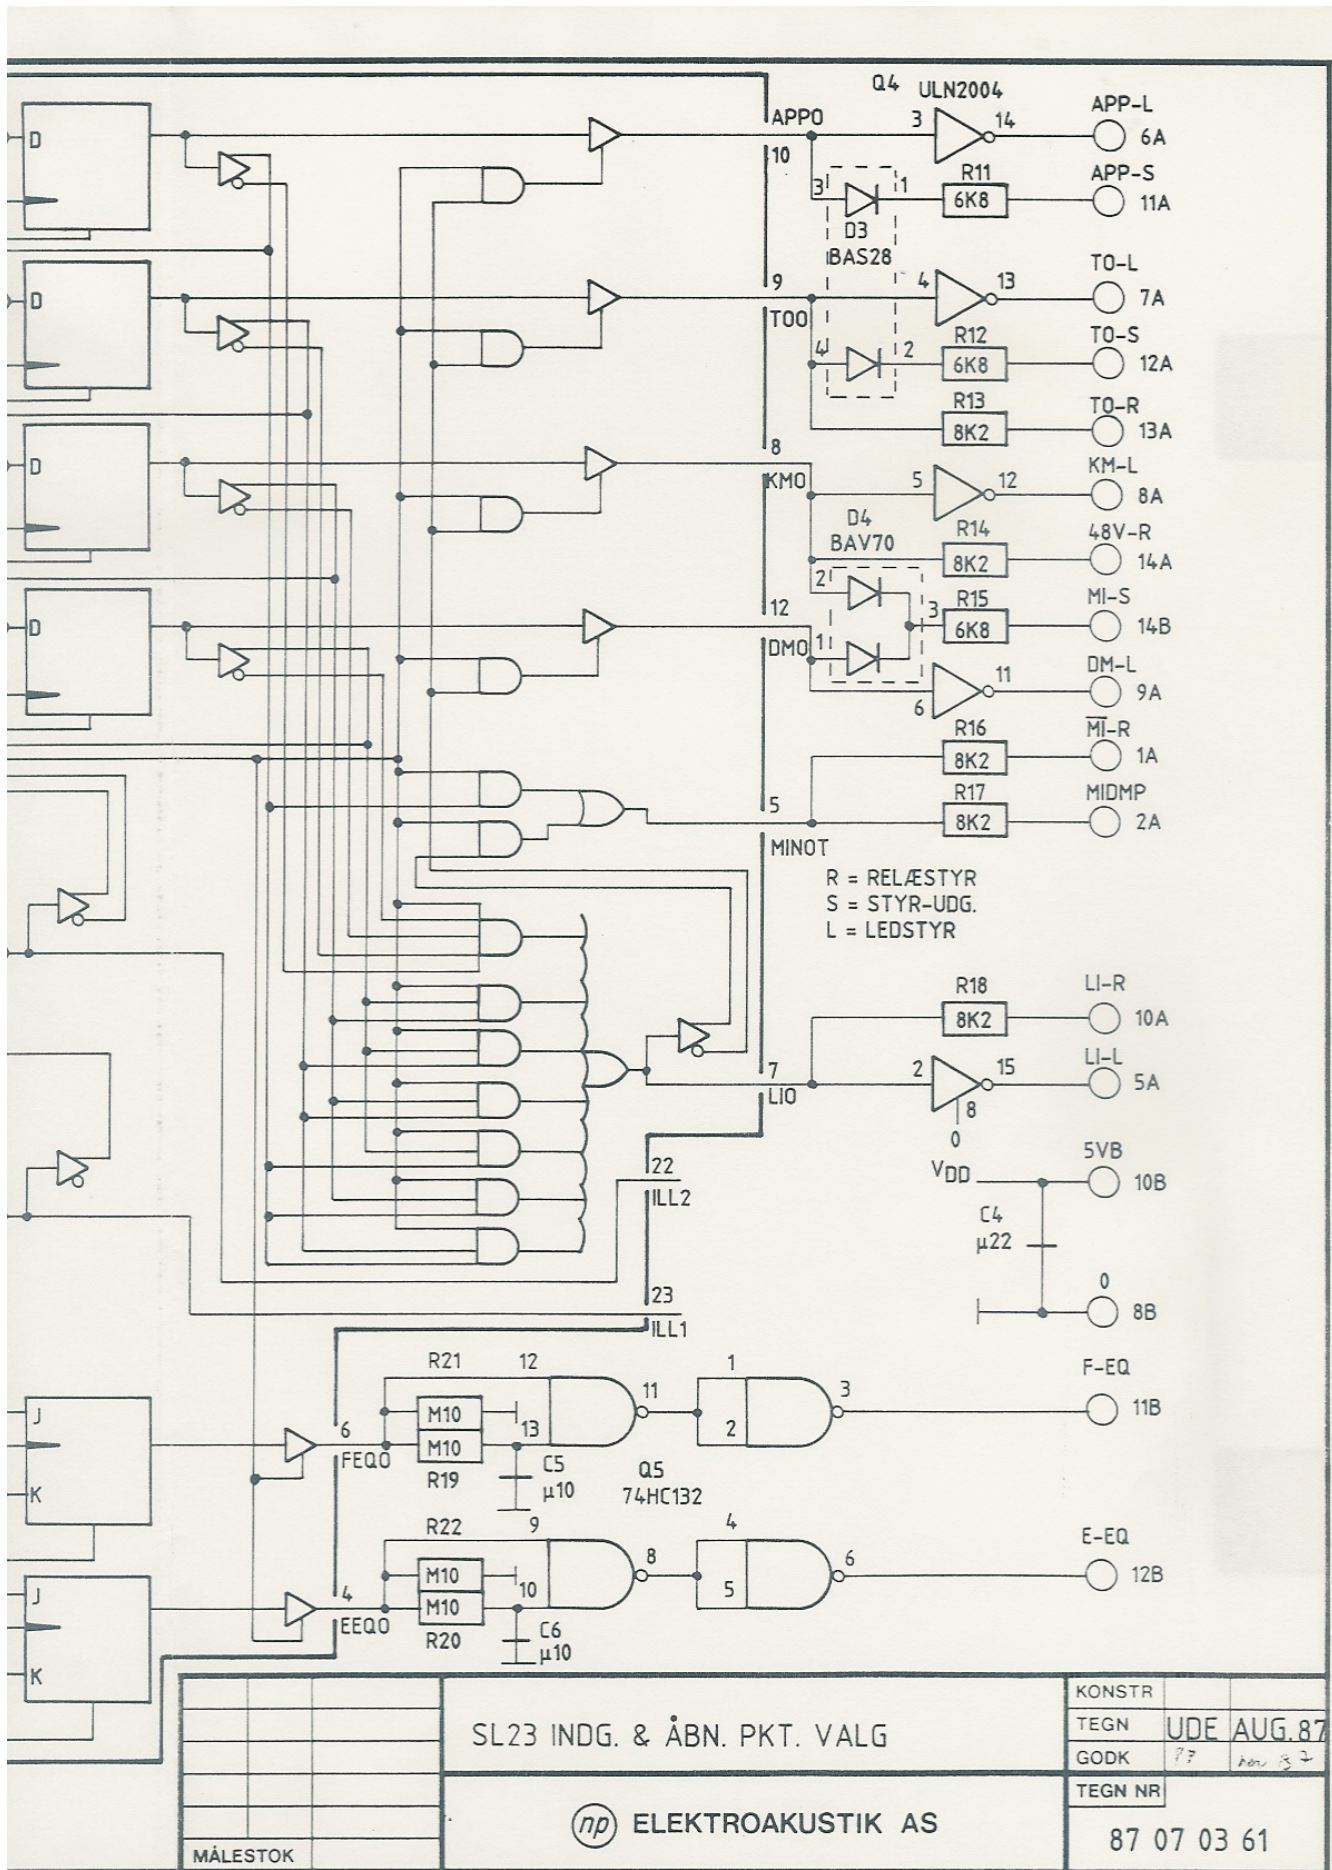 Q4 ULN2004 APP-L
D APPO 3 14 6A
10 R11 APP-S
3 1 6K8 11A
D3
BAS28 TO-L
D 9 4 13 7A
TOO R12 TO-S
4 2 6K8 12A
R13 TO-R
8K2 13A
D 8 KM-L
KMO 5 12 8A
D4 R14 48V-R
BAV70 8K2 14A
2 R15 MI-S
12 3 6K8 14B
D DMO 1 DM-L
11 9A
6 R16 MI-R
8K2 1A
R17 MIDMP
5 8K2 2A
MINOT
R = RELÆSTYR
S = STYR-UDG.
L = LEDSTYR
R18 LI-R
8K2 10A
7 2 15 LI-L
LIO 5A
8
0
5VB
22 VDD 10B
ILL2
C4
µ22
0
23 8B
ILL1
R21 12 1 F-EQ
J M10 11 3 11B
6 M10 13 2
FEQO R19 C5 Q5
K µ10 74HC132
R22 9 4 E-EQ
M10 8 6 12B
J 4 M10 10 5
EEQO R20 C6
K µ10
SL23 INDG. & ÅBN. PKT. VALG
KONSTR
TEGN UDE AUG.87
GODK
TEGN NR
np ELEKTROAKUSTIK AS
87 07 03 61
MÅLESTOK